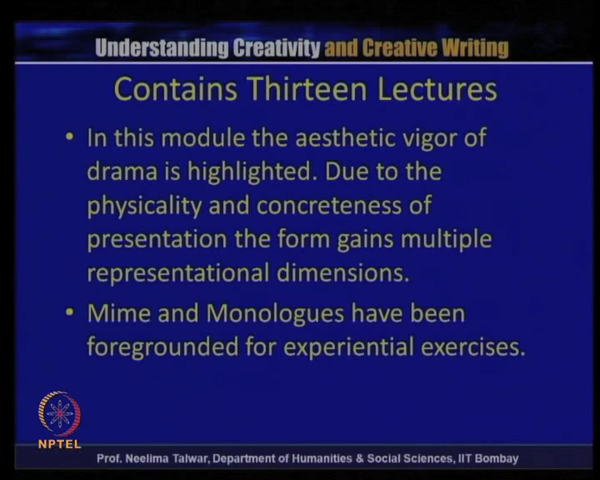 Understanding Creativity and Creative Writing
Contains Thirteen Lectures
• In this module the aesthetic vigor of
drama is highlighted. Due to the
physicality and concreteness of
presentation the form gains multiple
representational dimensions.
• Mime and Monologues have been
foregrounded for experiential exercises.
NPTEL
Prof. Neelima Talwar, Department of Humanities & Social Sciences, IIT Bombay